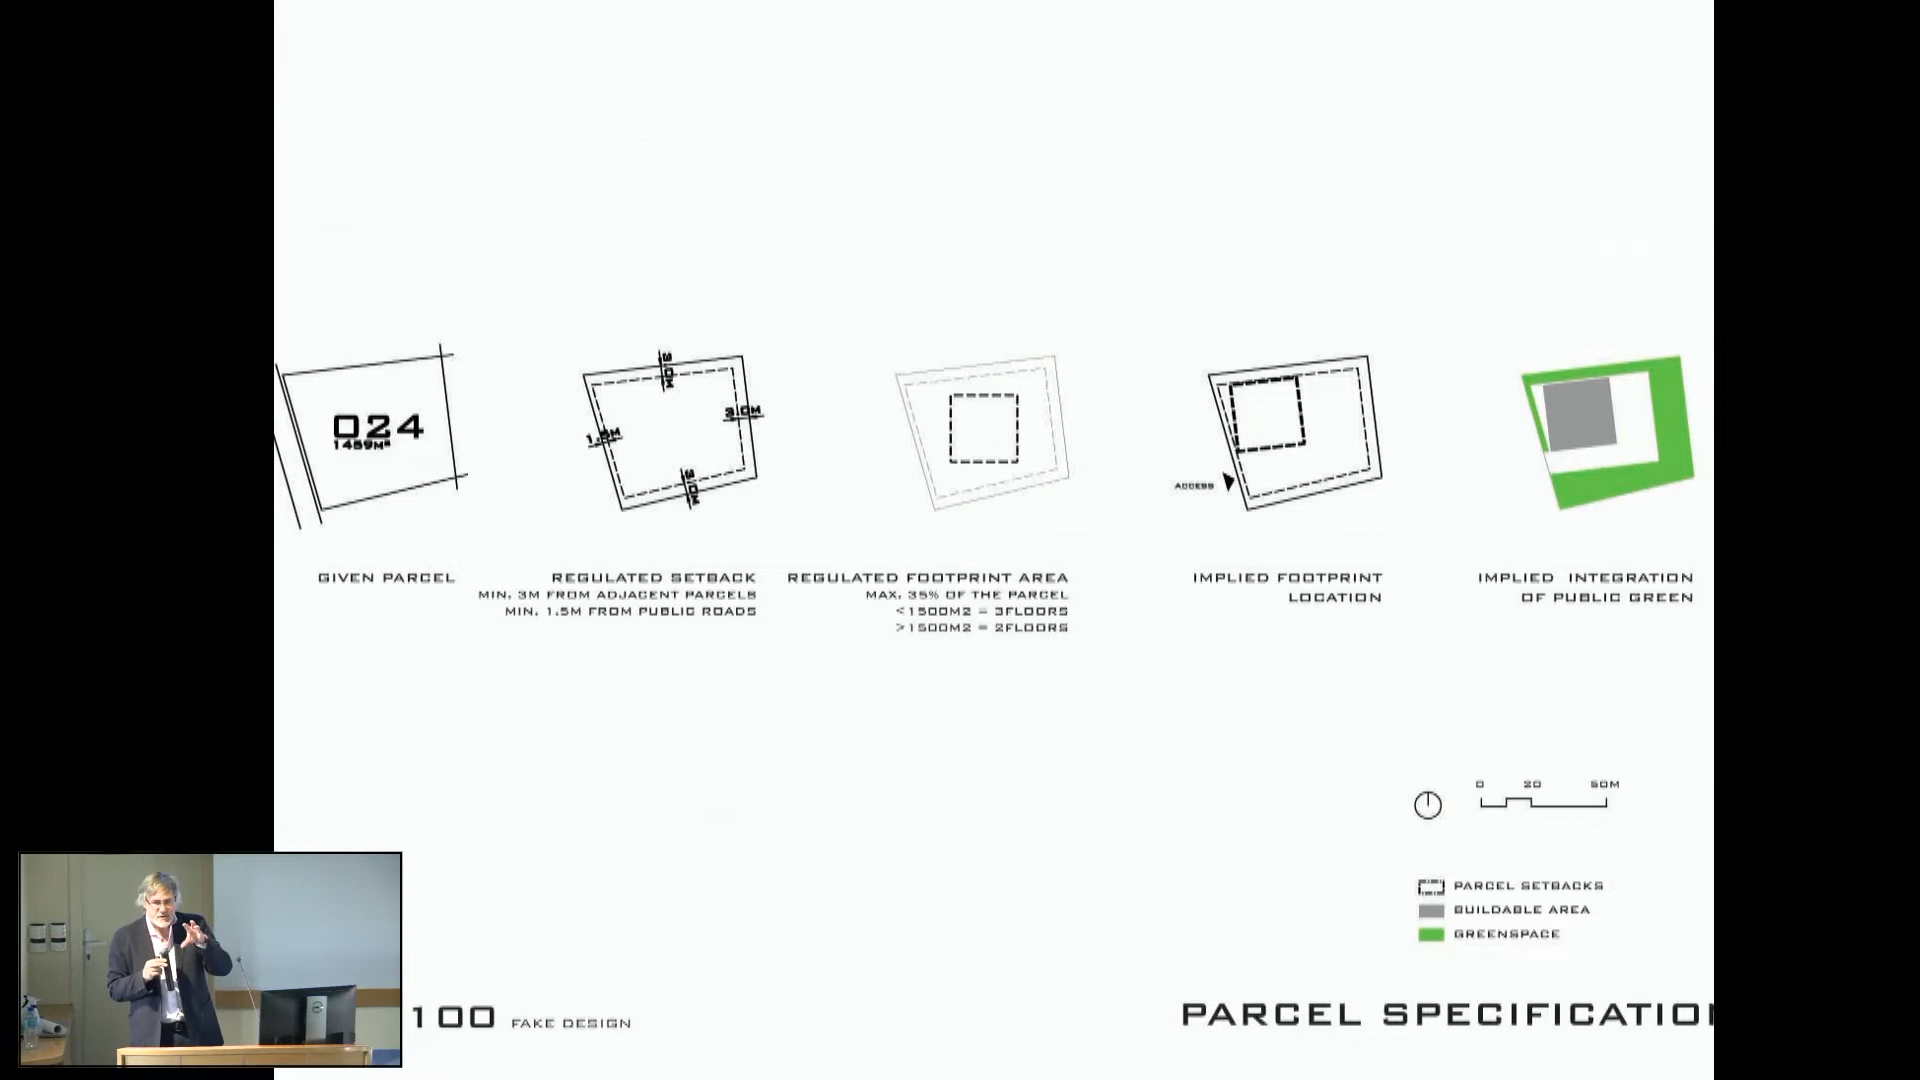 024
1459M²
3.0M
3.0M
1.5M
3.0M
ACCESS
GIVEN PARCEL
REGULATED SETBACK
MIN. 3M FROM ADJACENT PARCELS
MIN. 1.5M FROM PUBLIC ROADS
REGULATED FOOTPRINT AREA
MAX. 35% OF THE PARCEL
<1500M2 = 3FLOORS
>1500M2 = 2FLOORS
IMPLIED FOOTPRINT
LOCATION
IMPLIED INTEGRATION
OF PUBLIC GREEN
0 20 50M
PARCEL SETBACKS
BUILDABLE AREA
GREENSPACE
100 FAKE DESIGN
PARCEL SPECIFICATION